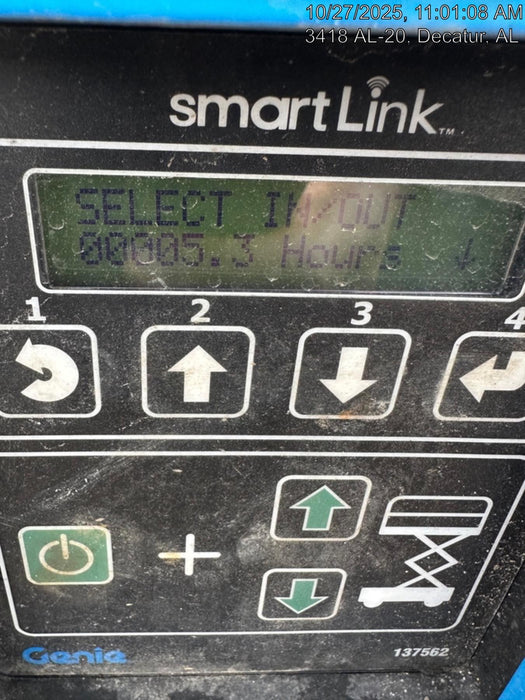 10/27/2025, 11:01:08 AM
3418 AL-20, Decatur, AL
smartLink™
SELECT IN/OUT
00005.3 Hours ↓
1 2 3 4
Genie
137562